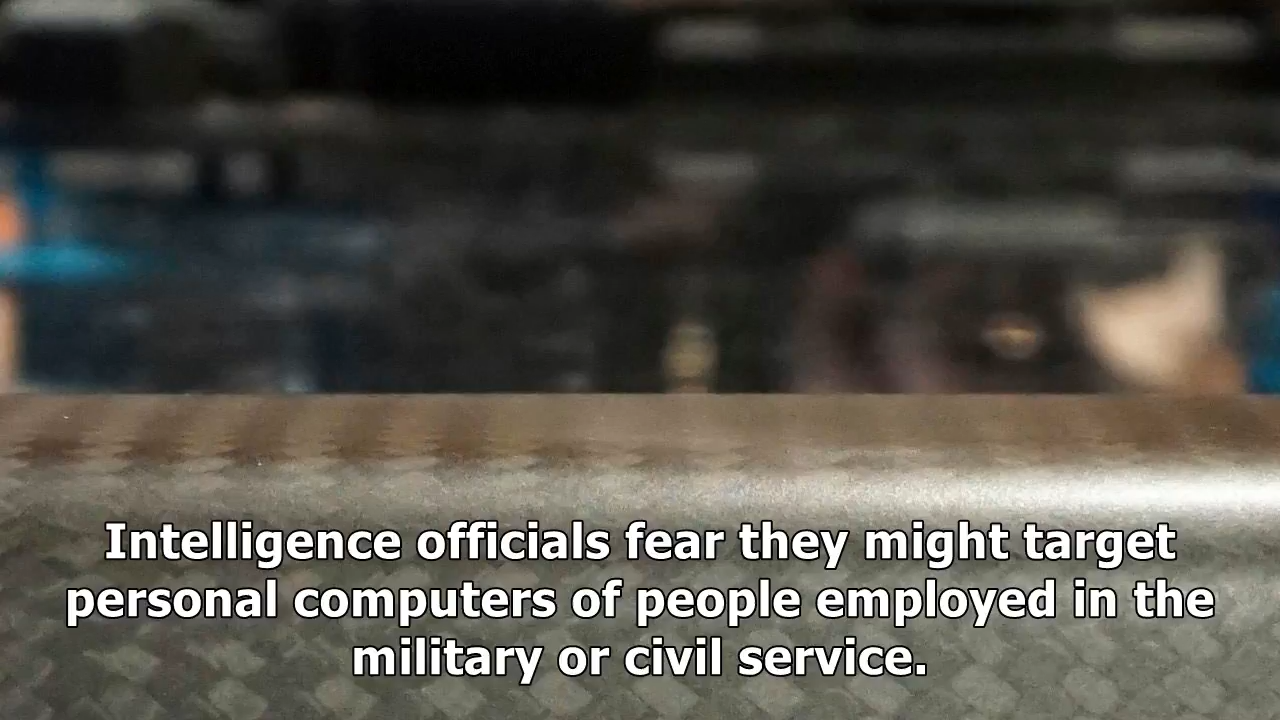 Intelligence officials fear they might target
personal computers of people employed in the
military or civil service.